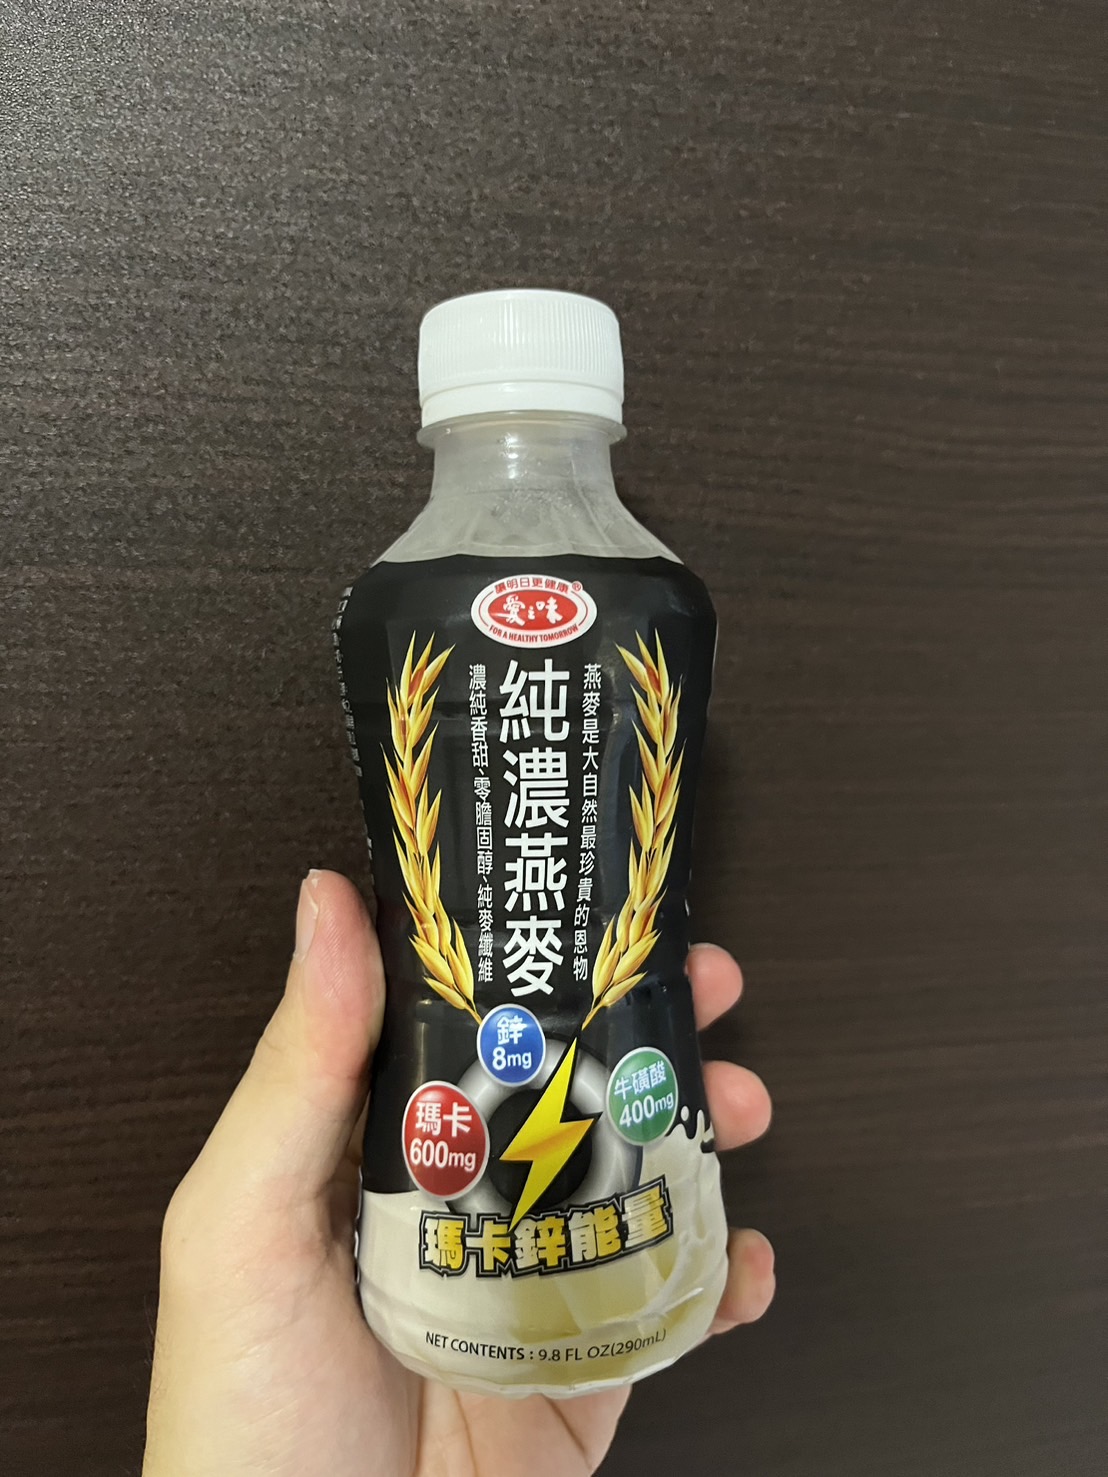 讓明日更健康®
愛之味
FOR A HEALTHY TOMORROW
燕麥是大自然最珍貴的恩物
純濃燕麥
濃純香甜、零膽固醇、純麥纖維
鋅
8mg
瑪卡
600mg
牛磺酸
400mg
瑪卡鋅能量
NET CONTENTS : 9.8 FL OZ(290mL)